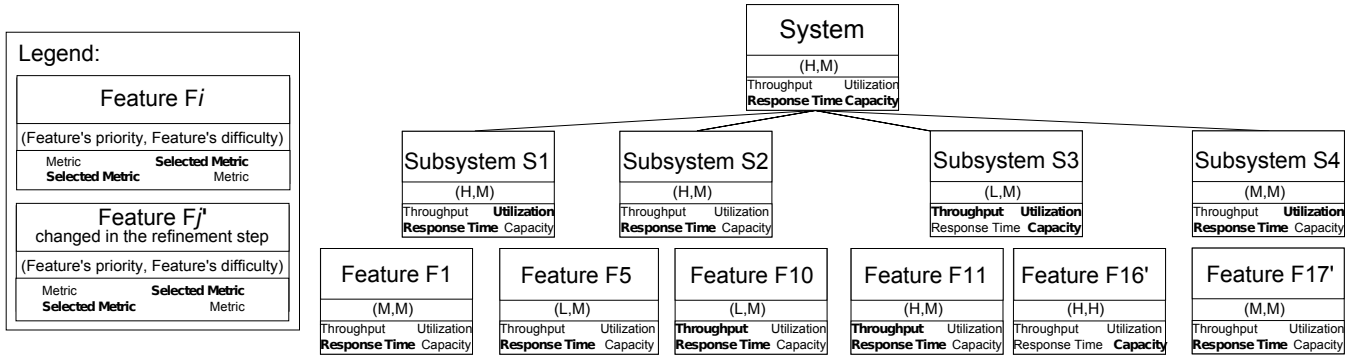 Legend:
Feature Fi
(Feature's priority, Feature's difficulty)
Metric Selected Metric
Selected Metric Metric
Feature Fj'
changed in the refinement step
(Feature's priority, Feature's difficulty)
Metric Selected Metric
Selected Metric Metric
System
(H,M)
Throughput Utilization
Response Time Capacity
Subsystem S1
(H,M)
Throughput Utilization
Response Time Capacity
Subsystem S2
(H,M)
Throughput Utilization
Response Time Capacity
Subsystem S3
(L,M)
Throughput Utilization
Response Time Capacity
Subsystem S4
(M,M)
Throughput Utilization
Response Time Capacity
Feature F1
(M,M)
Throughput Utilization
Response Time Capacity
Feature F5
(L,M)
Throughput Utilization
Response Time Capacity
Feature F10
(L,M)
Throughput Utilization
Response Time Capacity
Feature F11
(H,M)
Throughput Utilization
Response Time Capacity
Feature F16'
(H,H)
Throughput Utilization
Response Time Capacity
Feature F17'
(M,M)
Throughput Utilization
Response Time Capacity